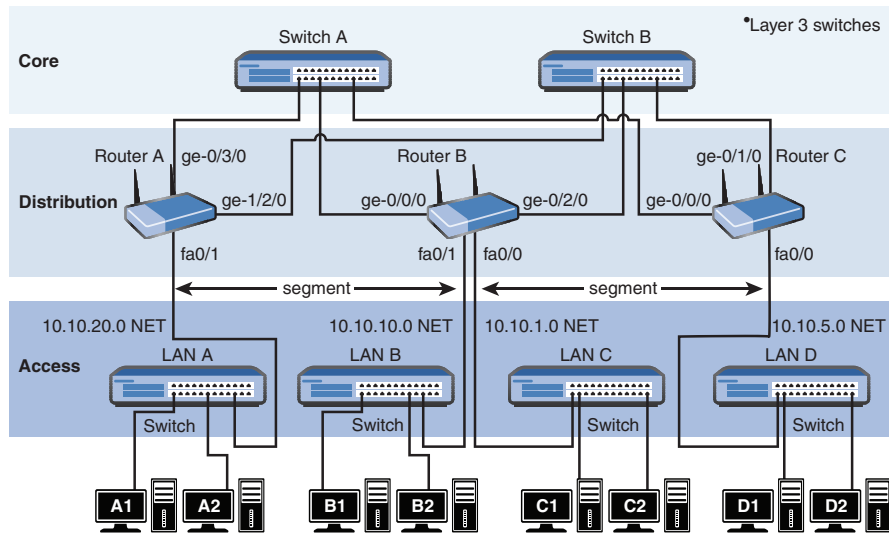 Switch A
Switch B
•Layer 3 switches
Core
Router A
ge-0/3/0
Router B
ge-0/1/0
Router C
Distribution
ge-1/2/0
ge-0/0/0
ge-0/2/0
ge-0/0/0
fa0/1
fa0/1
fa0/0
fa0/0
segment
segment
10.10.20.0 NET
10.10.10.0 NET
10.10.1.0 NET
10.10.5.0 NET
LAN A
LAN B
LAN C
LAN D
Access
Switch
Switch
Switch
Switch
A1
A2
B1
B2
C1
C2
D1
D2